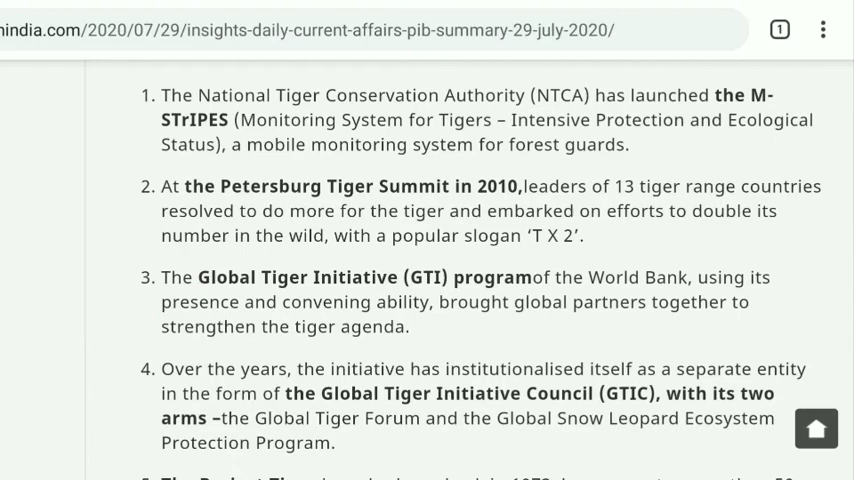 nindia.com/2020/07/29/insights-daily-current-affairs-pib-summary-29-july-2020/
1
1. The National Tiger Conservation Authority (NTCA) has launched the M-
STrIPES (Monitoring System for Tigers – Intensive Protection and Ecological
Status), a mobile monitoring system for forest guards.
2. At the Petersburg Tiger Summit in 2010,leaders of 13 tiger range countries
resolved to do more for the tiger and embarked on efforts to double its
number in the wild, with a popular slogan ‘T X 2’.
3. The Global Tiger Initiative (GTI) programof the World Bank, using its
presence and convening ability, brought global partners together to
strengthen the tiger agenda.
4. Over the years, the initiative has institutionalised itself as a separate entity
in the form of the Global Tiger Initiative Council (GTIC), with its two
arms –the Global Tiger Forum and the Global Snow Leopard Ecosystem
Protection Program.